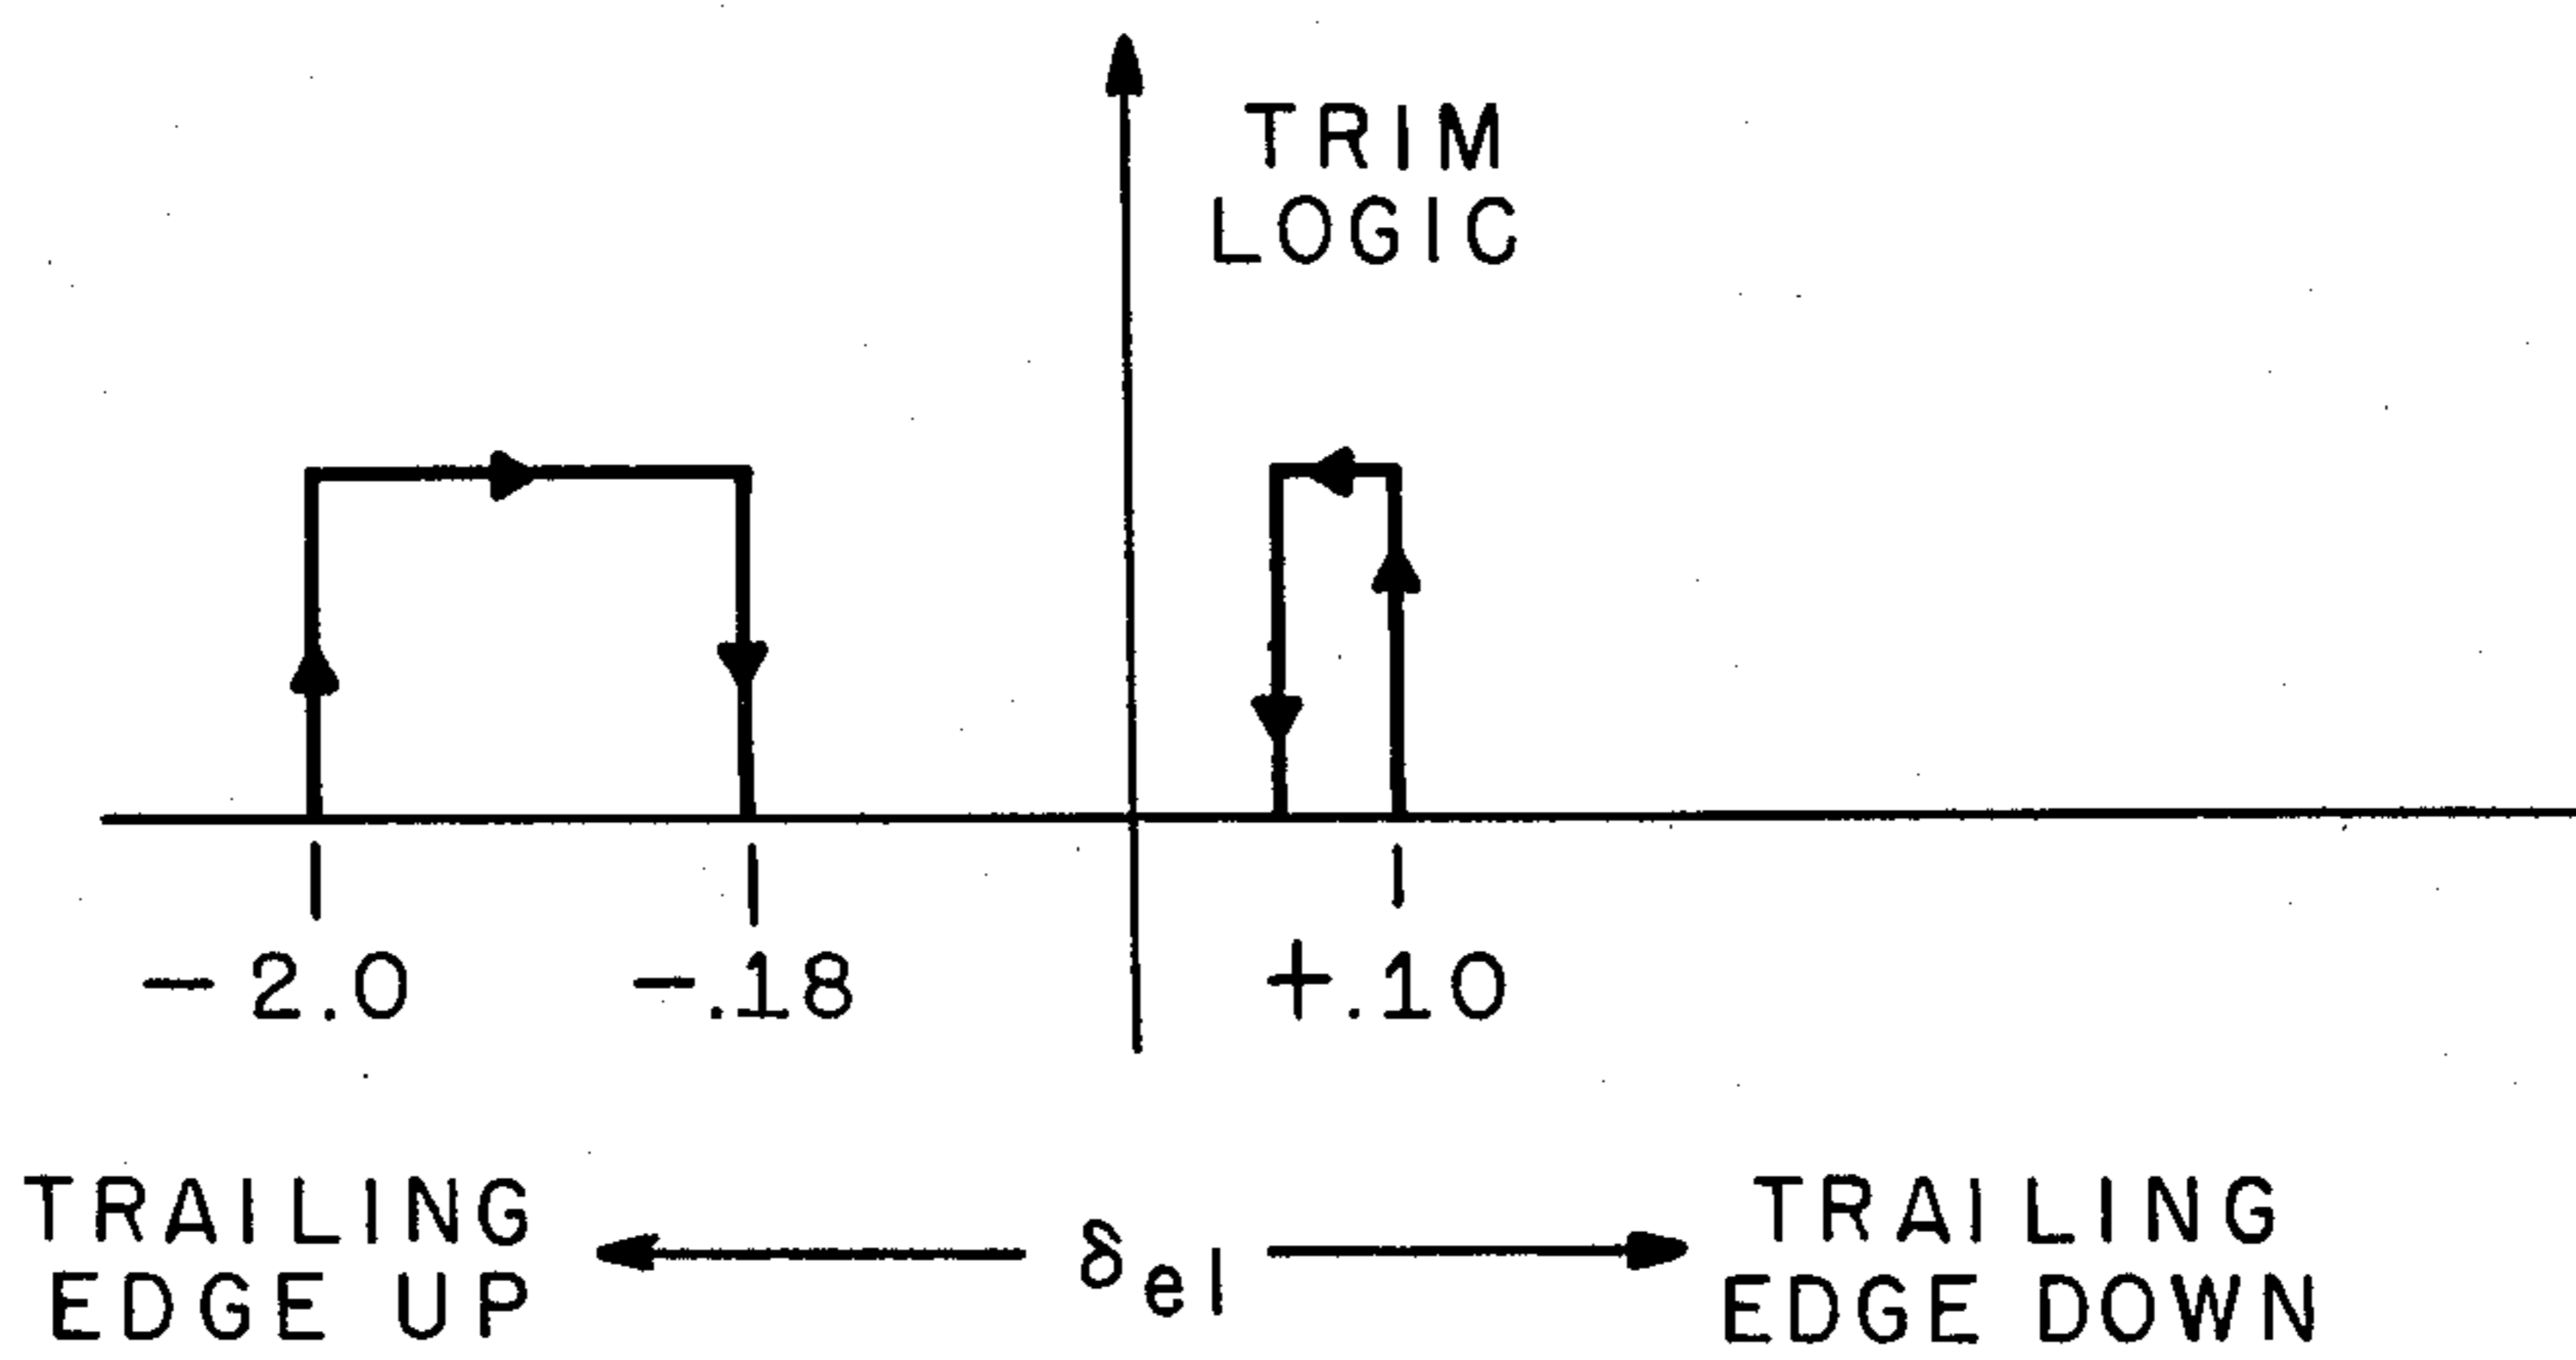 TRIM
LOGIC
-2.0 -.18 +.10
TRAILING EDGE UP
δel
TRAILING EDGE DOWN